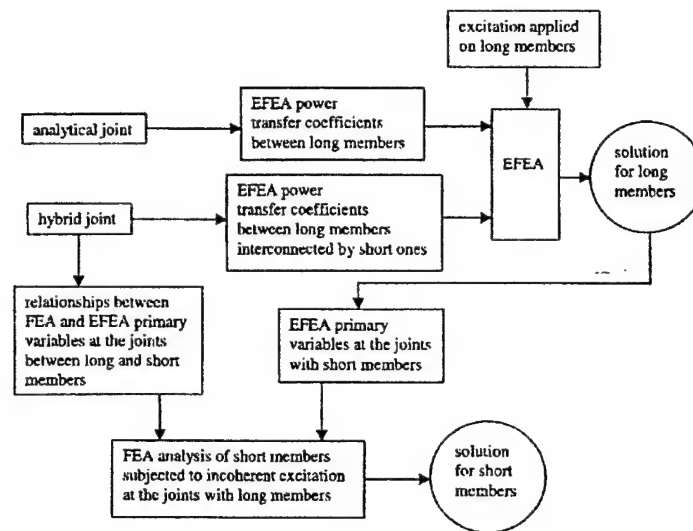 excitation applied
on long members
EFEA power
transfer coefficients
between long members
analytical joint
EFEA
solution
for long
members
EFEA power
transfer coefficients
between long members
interconnected by short ones
hybrid joint
relationships between
FEA and EFEA primary
variables at the joints
between long and short
members
EFEA primary
variables at the joints
with short members
FEA analysis of short members
subjected to incoherent excitation
at the joints with long members
solution
for short
members